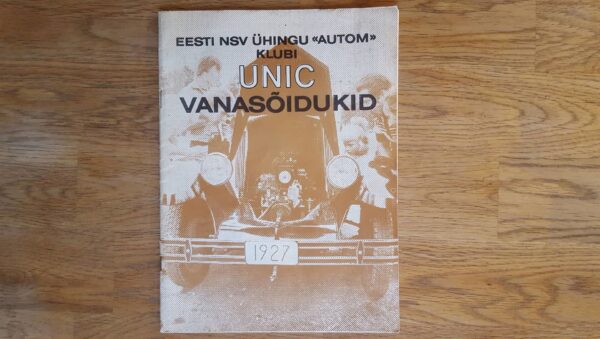 EESTI NSV ÜHINGU «AUTOM»
KLUBI
UNIC
VANASÕIDUKID
1927